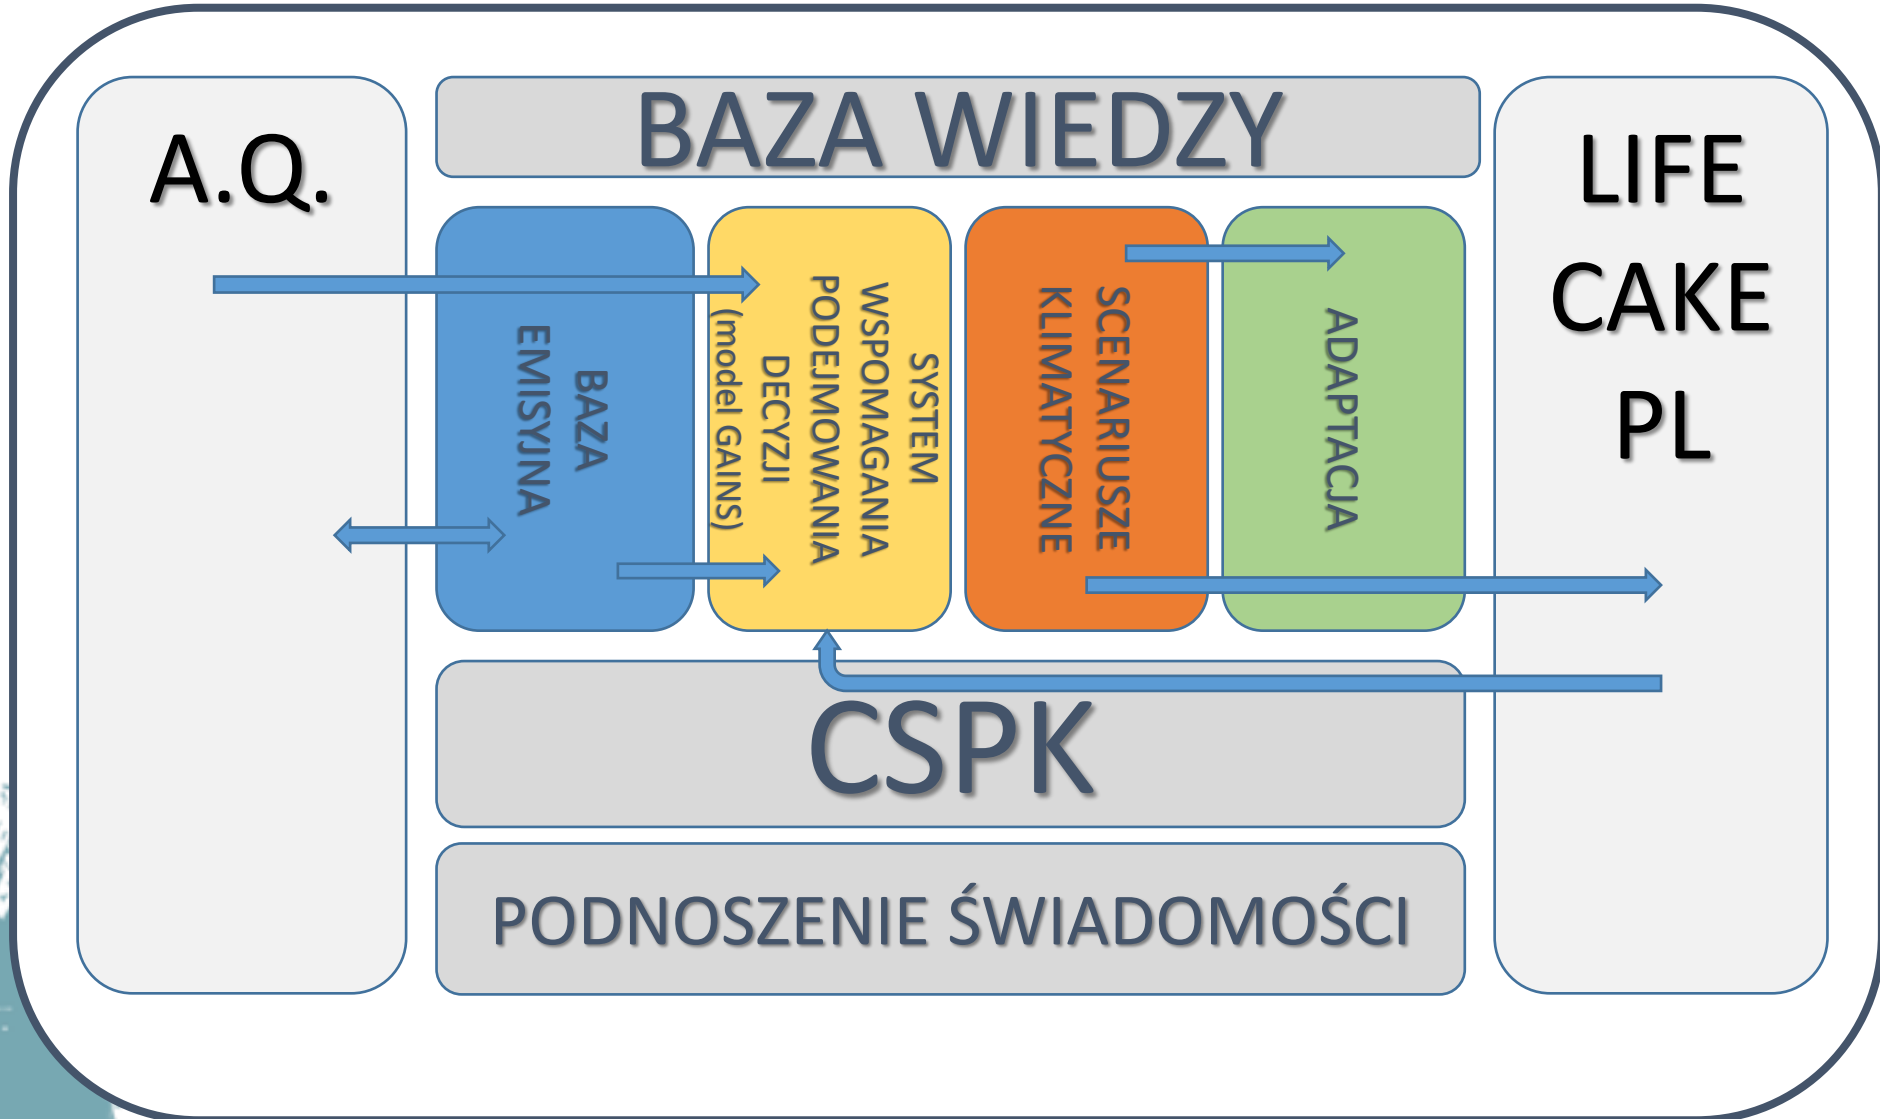 A.Q.
BAZA WIEDZY
BAZA
EMISYJNA
SYSTEM
WSPOMAGANIA
PODEJMOWANIA
DECYZJI
(model GAINS)
SCENARIUSZE
KLIMATYCZNE
ADAPTACJA
LIFE
CAKE
PL
CSPK
PODNOSZENIE ŚWIADOMOŚCI